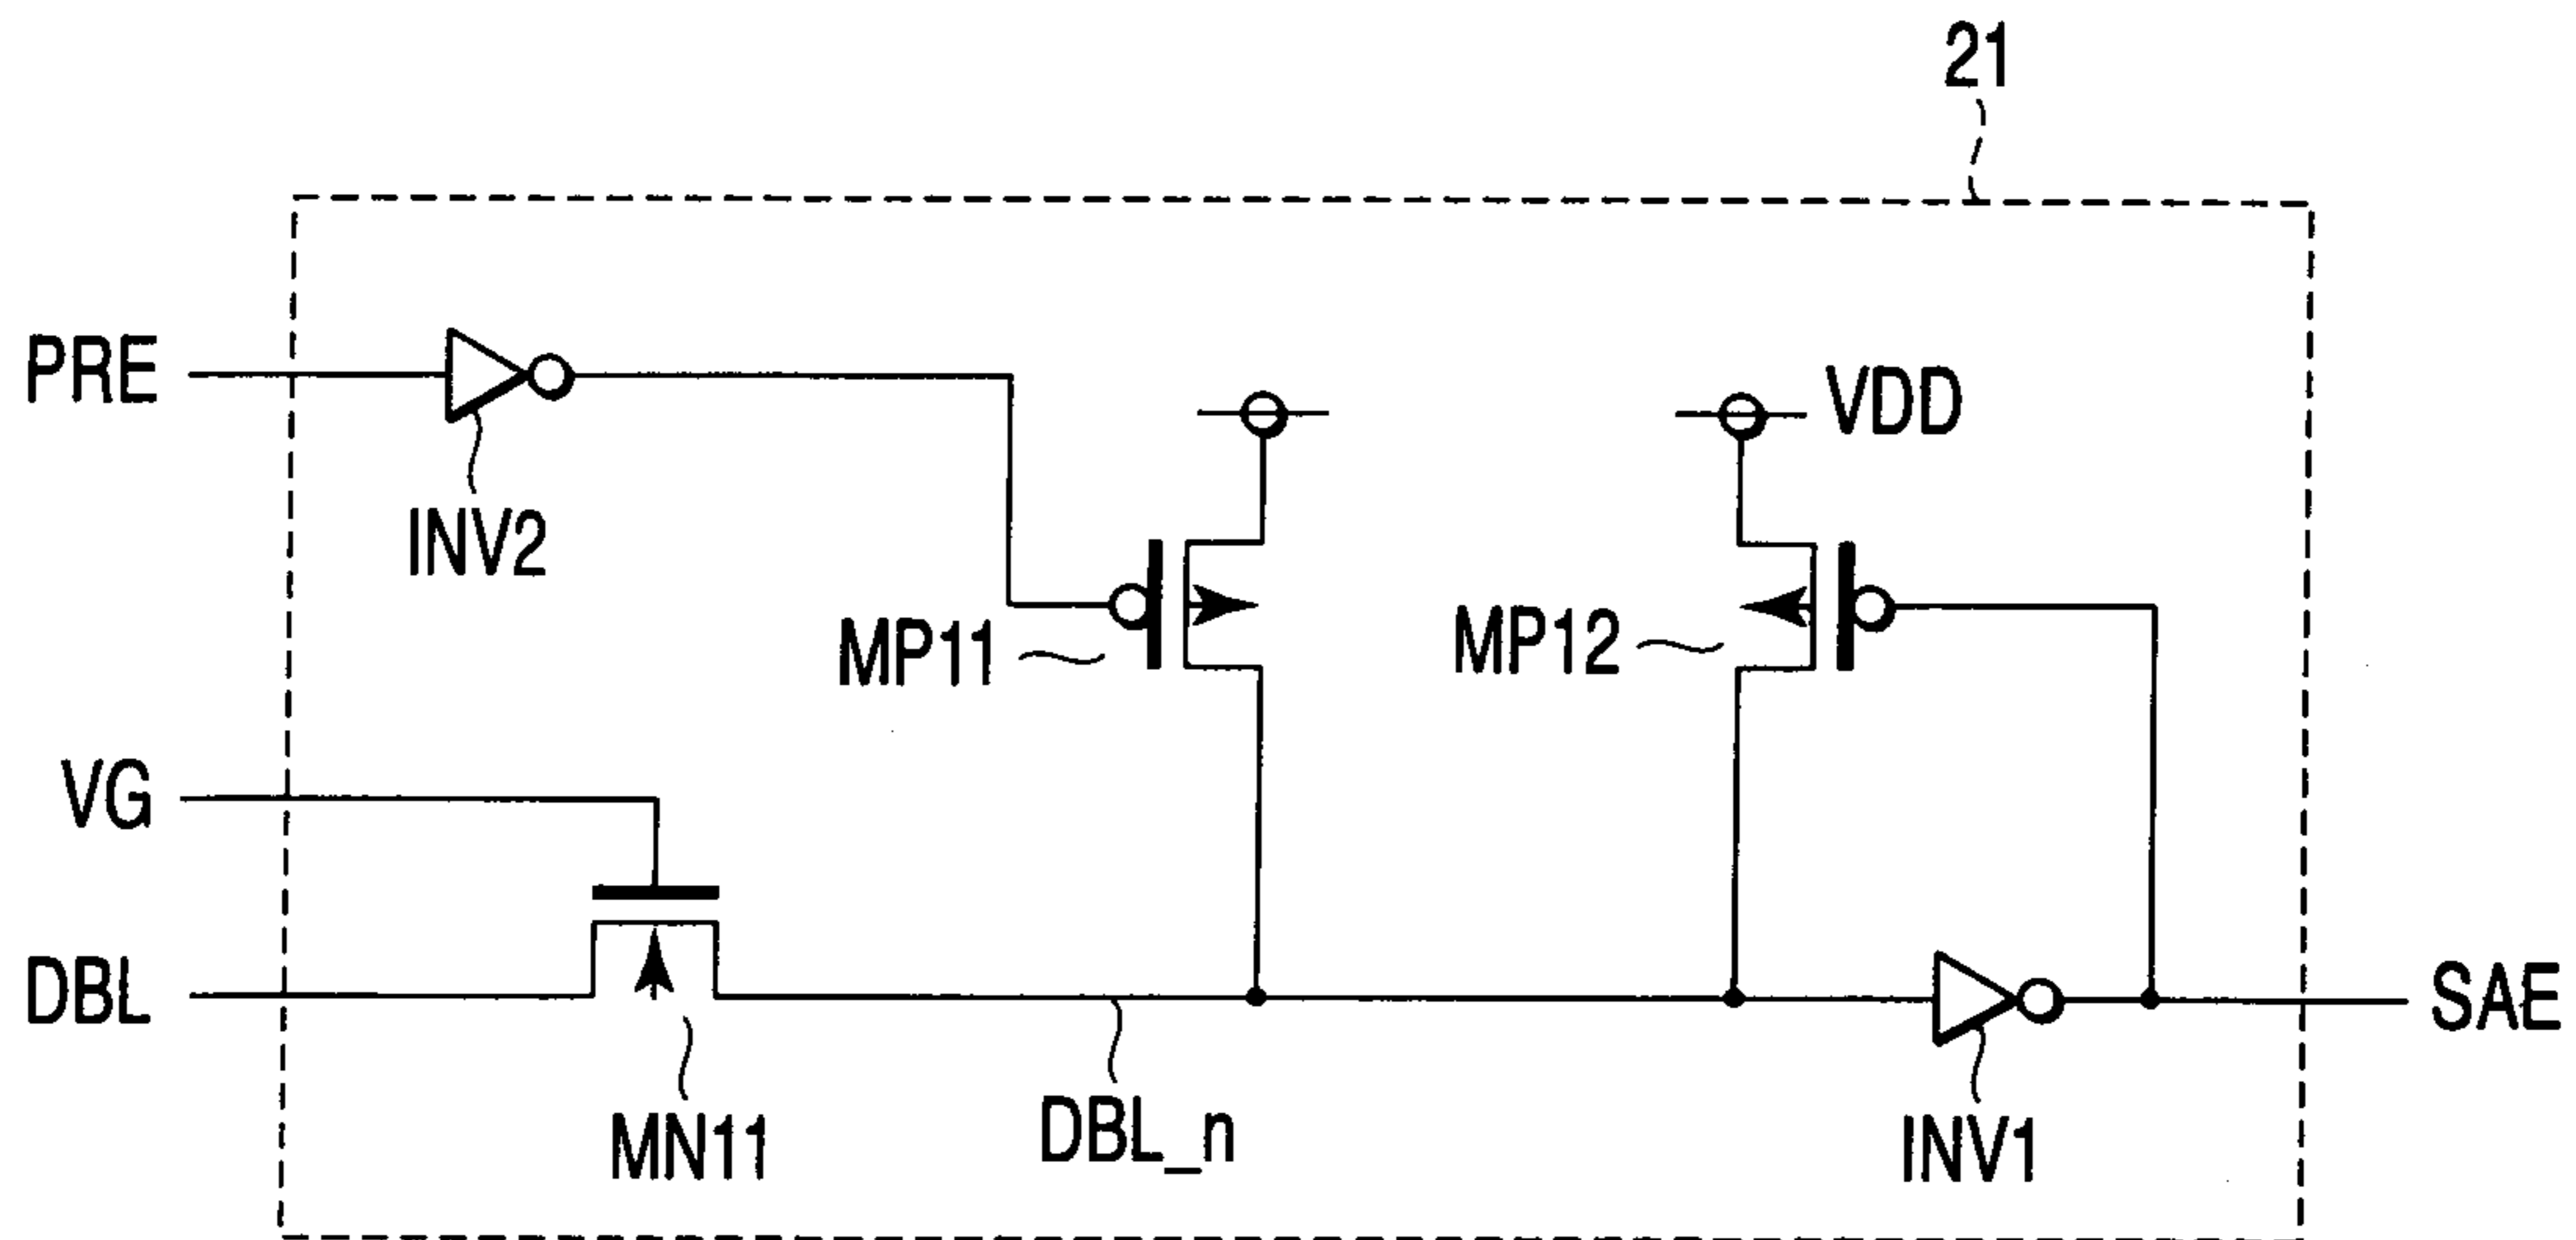 21
PRE
INV2
VDD
MP11
MP12
VG
DBL
SAE
MN11
DBL_n
INV1